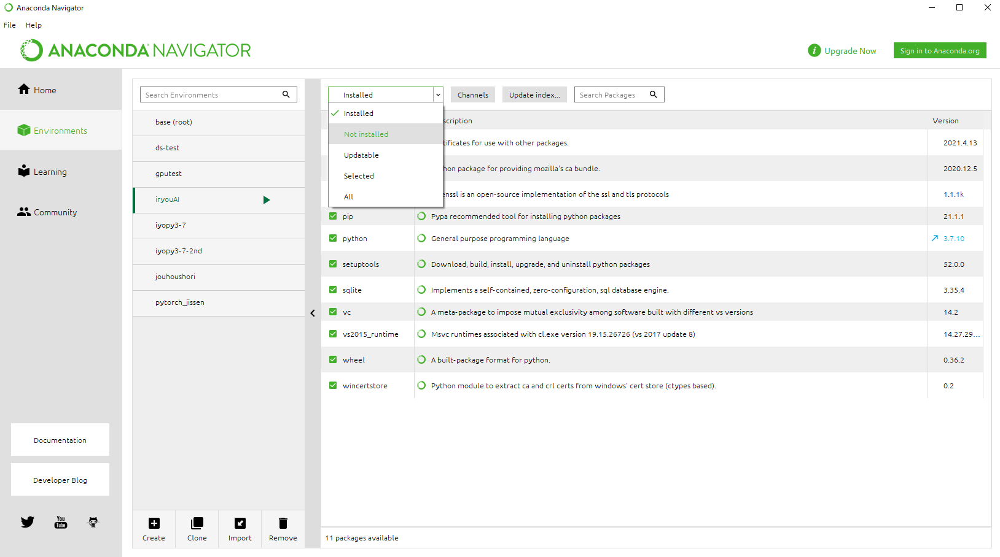 Anaconda Navigator
File Help
ANACONDA NAVIGATOR
i Upgrade Now
Sign in to Anaconda.org
Home
Environments
Learning
Community
Documentation
Developer Blog
You Tube
Search Environments
base (root)
ds-test
gputest
iryouAI
iyopy3-7
iyopy3-7-2nd
jouhoushori
pytorch_jissen
Create Clone Import Remove
Installed
Channels
Update index...
Search Packages
Installed
Not installed
Updatable
Selected
All
scription Version
tificates for use with other packages. 2021.4.13
hon package for providing mozilla's ca bundle. 2020.12.5
enssl is an open-source implementation of the ssl and tls protocols 1.1.1k
pip Pypa recommended tool for installing python packages 21.1.1
python General purpose programming language 3.7.10
setuptools Download, build, install, upgrade, and uninstall python packages 52.0.0
sqlite Implements a self-contained, zero-configuration, sql database engine. 3.35.4
vc A meta-package to impose mutual exclusivity among software built with different vs versions 14.2
vs2015_runtime Msvc runtimes associated with cl.exe version 19.15.26726 (vs 2017 update 8) 14.27.29...
wheel A built-package format for python. 0.36.2
wincertstore Python module to extract ca and crl certs from windows' cert store (ctypes based). 0.2
11 packages available